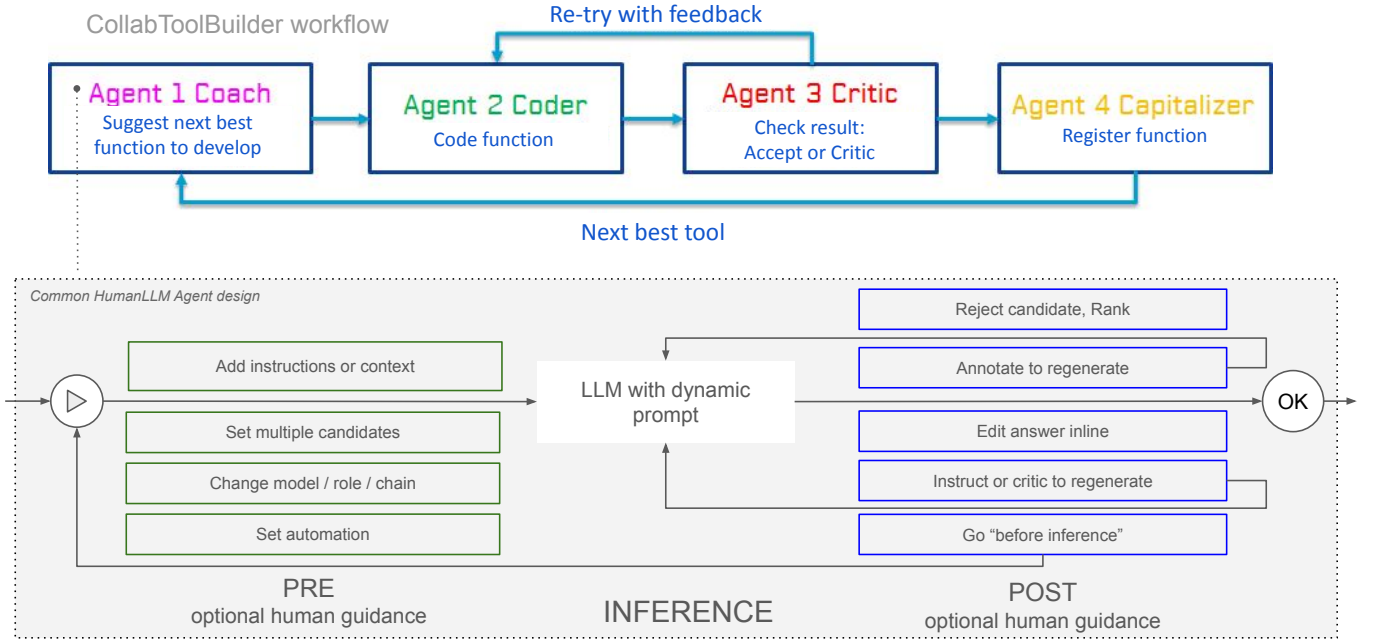 CollabToolBuilder workflow
Re-try with feedback
Agent 1 Coach
Suggest next best
function to develop
Agent 2 Coder
Code function
Agent 3 Critic
Check result:
Accept or Critic
Agent 4 Capitalizer
Register function
Next best tool
Common HumanLLM Agent design
Add instructions or context
Set multiple candidates
Change model / role / chain
Set automation
PRE
optional human guidance
LLM with dynamic
prompt
INFERENCE
Reject candidate, Rank
Annotate to regenerate
Edit answer inline
Instruct or critic to regenerate
Go “before inference”
POST
optional human guidance
OK